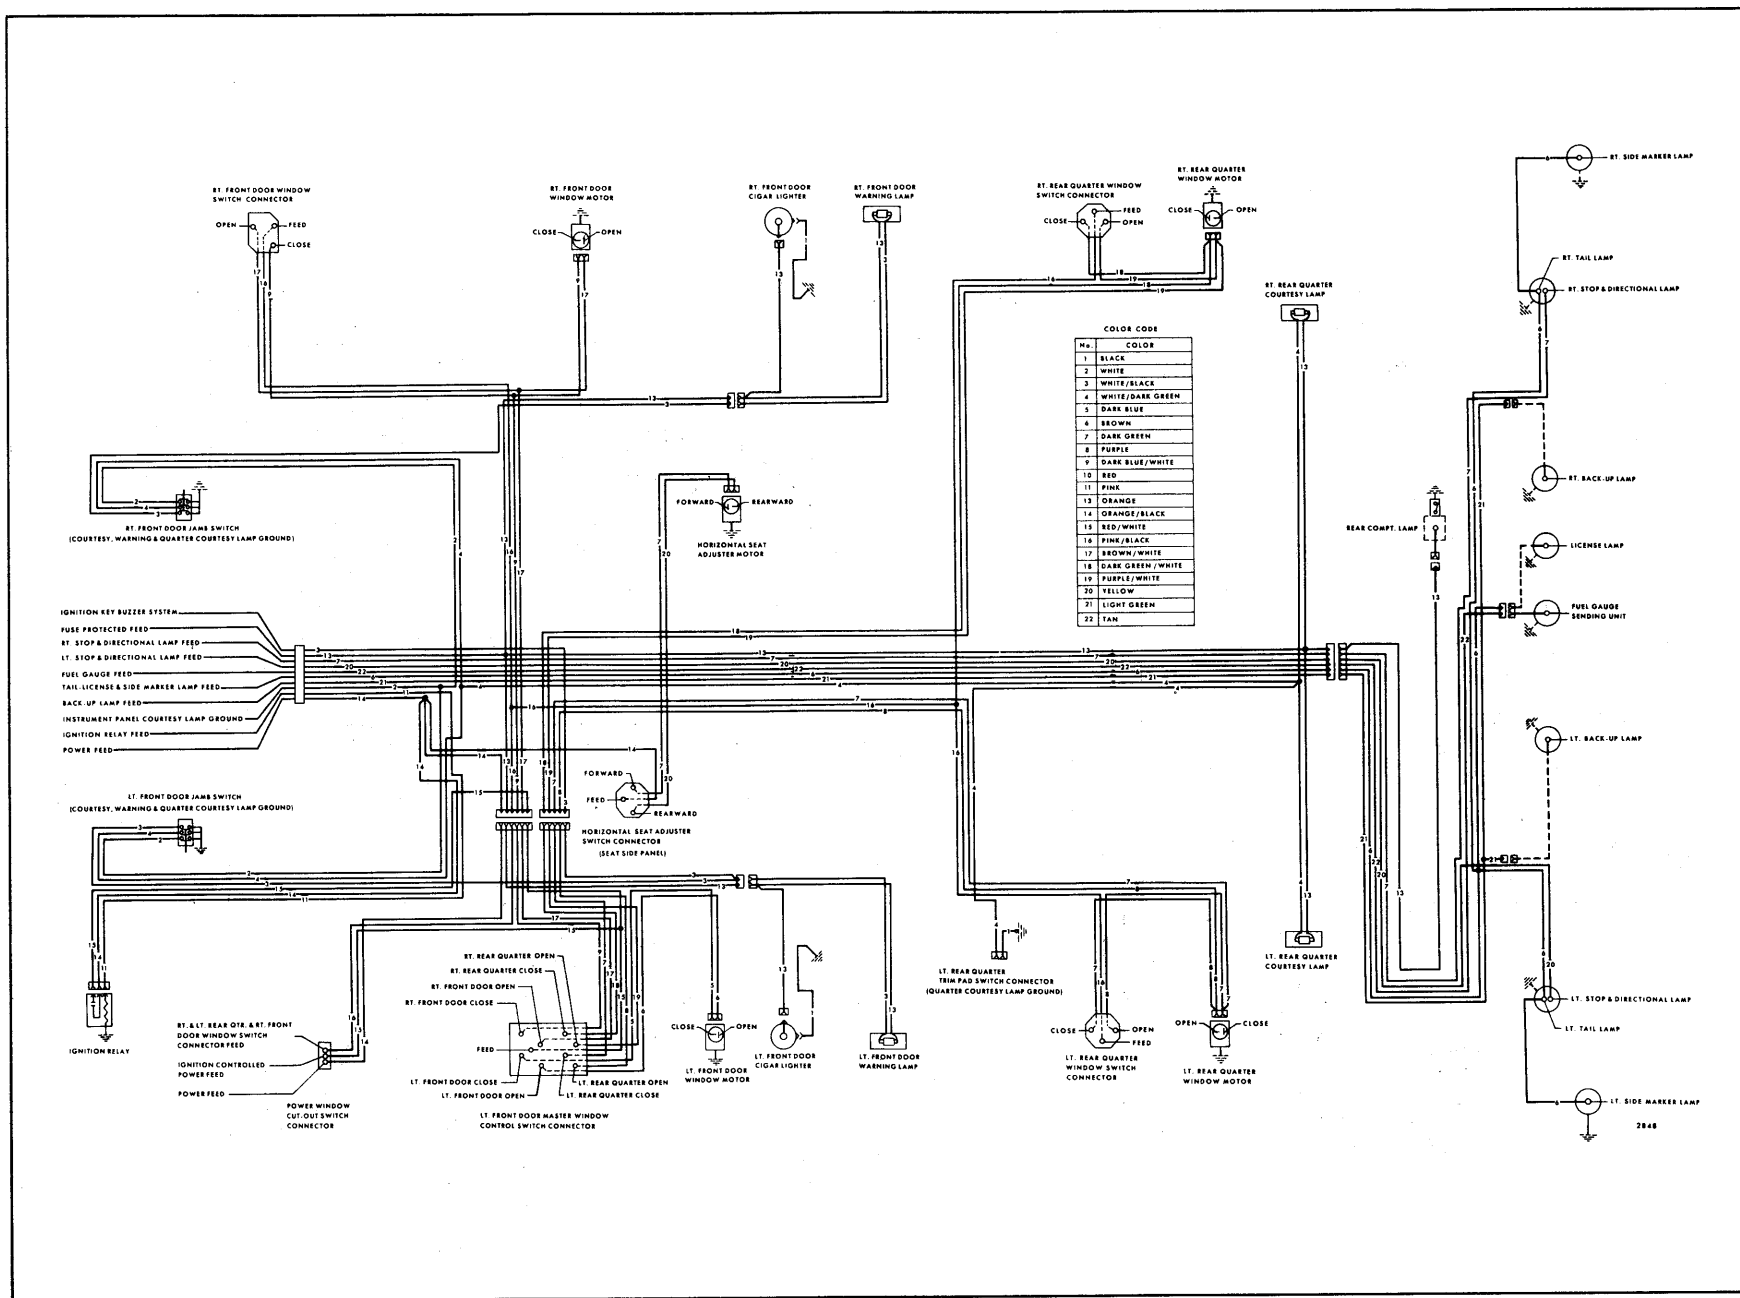 RT. FRONT DOOR WINDOW
SWITCH CONNECTOR
OPEN
FEED
CLOSE
RT. FRONT DOOR
WINDOW MOTOR
CLOSE
OPEN
RT. FRONT DOOR
CIGAR LIGHTER
RT. FRONT DOOR
WARNING LAMP
RT. REAR QUARTER WINDOW
SWITCH CONNECTOR
FEED
CLOSE
OPEN
RT. REAR QUARTER
WINDOW MOTOR
CLOSE
OPEN
RT. SIDE MARKER LAMP
RT. TAIL LAMP
RT. STOP & DIRECTIONAL LAMP
RT. REAR QUARTER
COURTESY LAMP
COLOR CODE
No. COLOR
1 BLACK
2 WHITE
3 WHITE/BLACK
4 WHITE/DARK GREEN
5 DARK BLUE
6 BROWN
7 DARK GREEN
8 PURPLE
9 DARK BLUE/WHITE
10 RED
11 PINK
13 ORANGE
14 ORANGE/BLACK
15 RED/WHITE
16 PINK/BLACK
17 BROWN/WHITE
18 DARK GREEN/WHITE
19 PURPLE/WHITE
20 YELLOW
21 LIGHT GREEN
22 TAN
RT. FRONT DOOR JAMB SWITCH
(COURTESY, WARNING & QUARTER COURTESY LAMP GROUND)
FORWARD
REARWARD
HORIZONTAL SEAT
ADJUSTER MOTOR
RT. BACK-UP LAMP
REAR COMPT. LAMP
LICENSE LAMP
FUEL GAUGE
SENDING UNIT
IGNITION KEY BUZZER SYSTEM
FUSE PROTECTED FEED
RT. STOP & DIRECTIONAL LAMP FEED
LT. STOP & DIRECTIONAL LAMP FEED
FUEL GAUGE FEED
TAIL-LICENSE & SIDE MARKER LAMP FEED
BACK-UP LAMP FEED
INSTRUMENT PANEL COURTESY LAMP GROUND
IGNITION RELAY FEED
POWER FEED
LT. BACK-UP LAMP
LT. FRONT DOOR JAMB SWITCH
(COURTESY, WARNING & QUARTER COURTESY LAMP GROUND)
FORWARD
FEED
REARWARD
HORIZONTAL SEAT ADJUSTER
SWITCH CONNECTOR
(SEAT SIDE PANEL)
IGNITION RELAY
RT. & LT. REAR QTR. & RT. FRONT
DOOR WINDOW SWITCH
CONNECTOR FEED
IGNITION CONTROLLED
POWER FEED
POWER FEED
POWER WINDOW
CUT-OUT SWITCH
CONNECTOR
RT. REAR QUARTER OPEN
RT. REAR QUARTER CLOSE
RT. FRONT DOOR OPEN
RT. FRONT DOOR CLOSE
FEED
LT. FRONT DOOR CLOSE
LT. FRONT DOOR OPEN
LT. REAR QUARTER OPEN
LT. REAR QUARTER CLOSE
LT. FRONT DOOR MASTER WINDOW
CONTROL SWITCH CONNECTOR
CLOSE
OPEN
LT. FRONT DOOR
WINDOW MOTOR
LT. FRONT DOOR
CIGAR LIGHTER
LT. FRONT DOOR
WARNING LAMP
LT. REAR QUARTER
TRIM PAD SWITCH CONNECTOR
(QUARTER COURTESY LAMP GROUND)
CLOSE
OPEN
FEED
LT. REAR QUARTER
WINDOW SWITCH
CONNECTOR
OPEN
CLOSE
LT. REAR QUARTER
WINDOW MOTOR
LT. REAR QUARTER
COURTESY LAMP
LT. STOP & DIRECTIONAL LAMP
LT. TAIL LAMP
LT. SIDE MARKER LAMP
2848